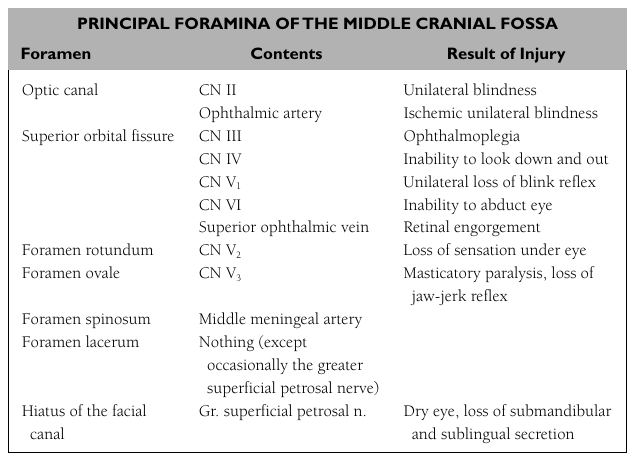 PRINCIPAL FORAMINA OF THE MIDDLE CRANIAL FOSSA
Foramen Contents Result of Injury
Optic canal CN II Unilateral blindness
Ophthalmic artery Ischemic unilateral blindness
Superior orbital fissure CN III Ophthalmoplegia
CN IV Inability to look down and out
CN V₁ Unilateral loss of blink reflex
CN VI Inability to abduct eye
Superior ophthalmic vein Retinal engorgement
Foramen rotundum CN V₂ Loss of sensation under eye
Foramen ovale CN V₃ Masticatory paralysis, loss of
jaw-jerk reflex
Foramen spinosum Middle meningeal artery
Foramen lacerum Nothing (except
occasionally the greater
superficial petrosal nerve)
Hiatus of the facial Gr. superficial petrosal n. Dry eye, loss of submandibular
canal and sublingual secretion